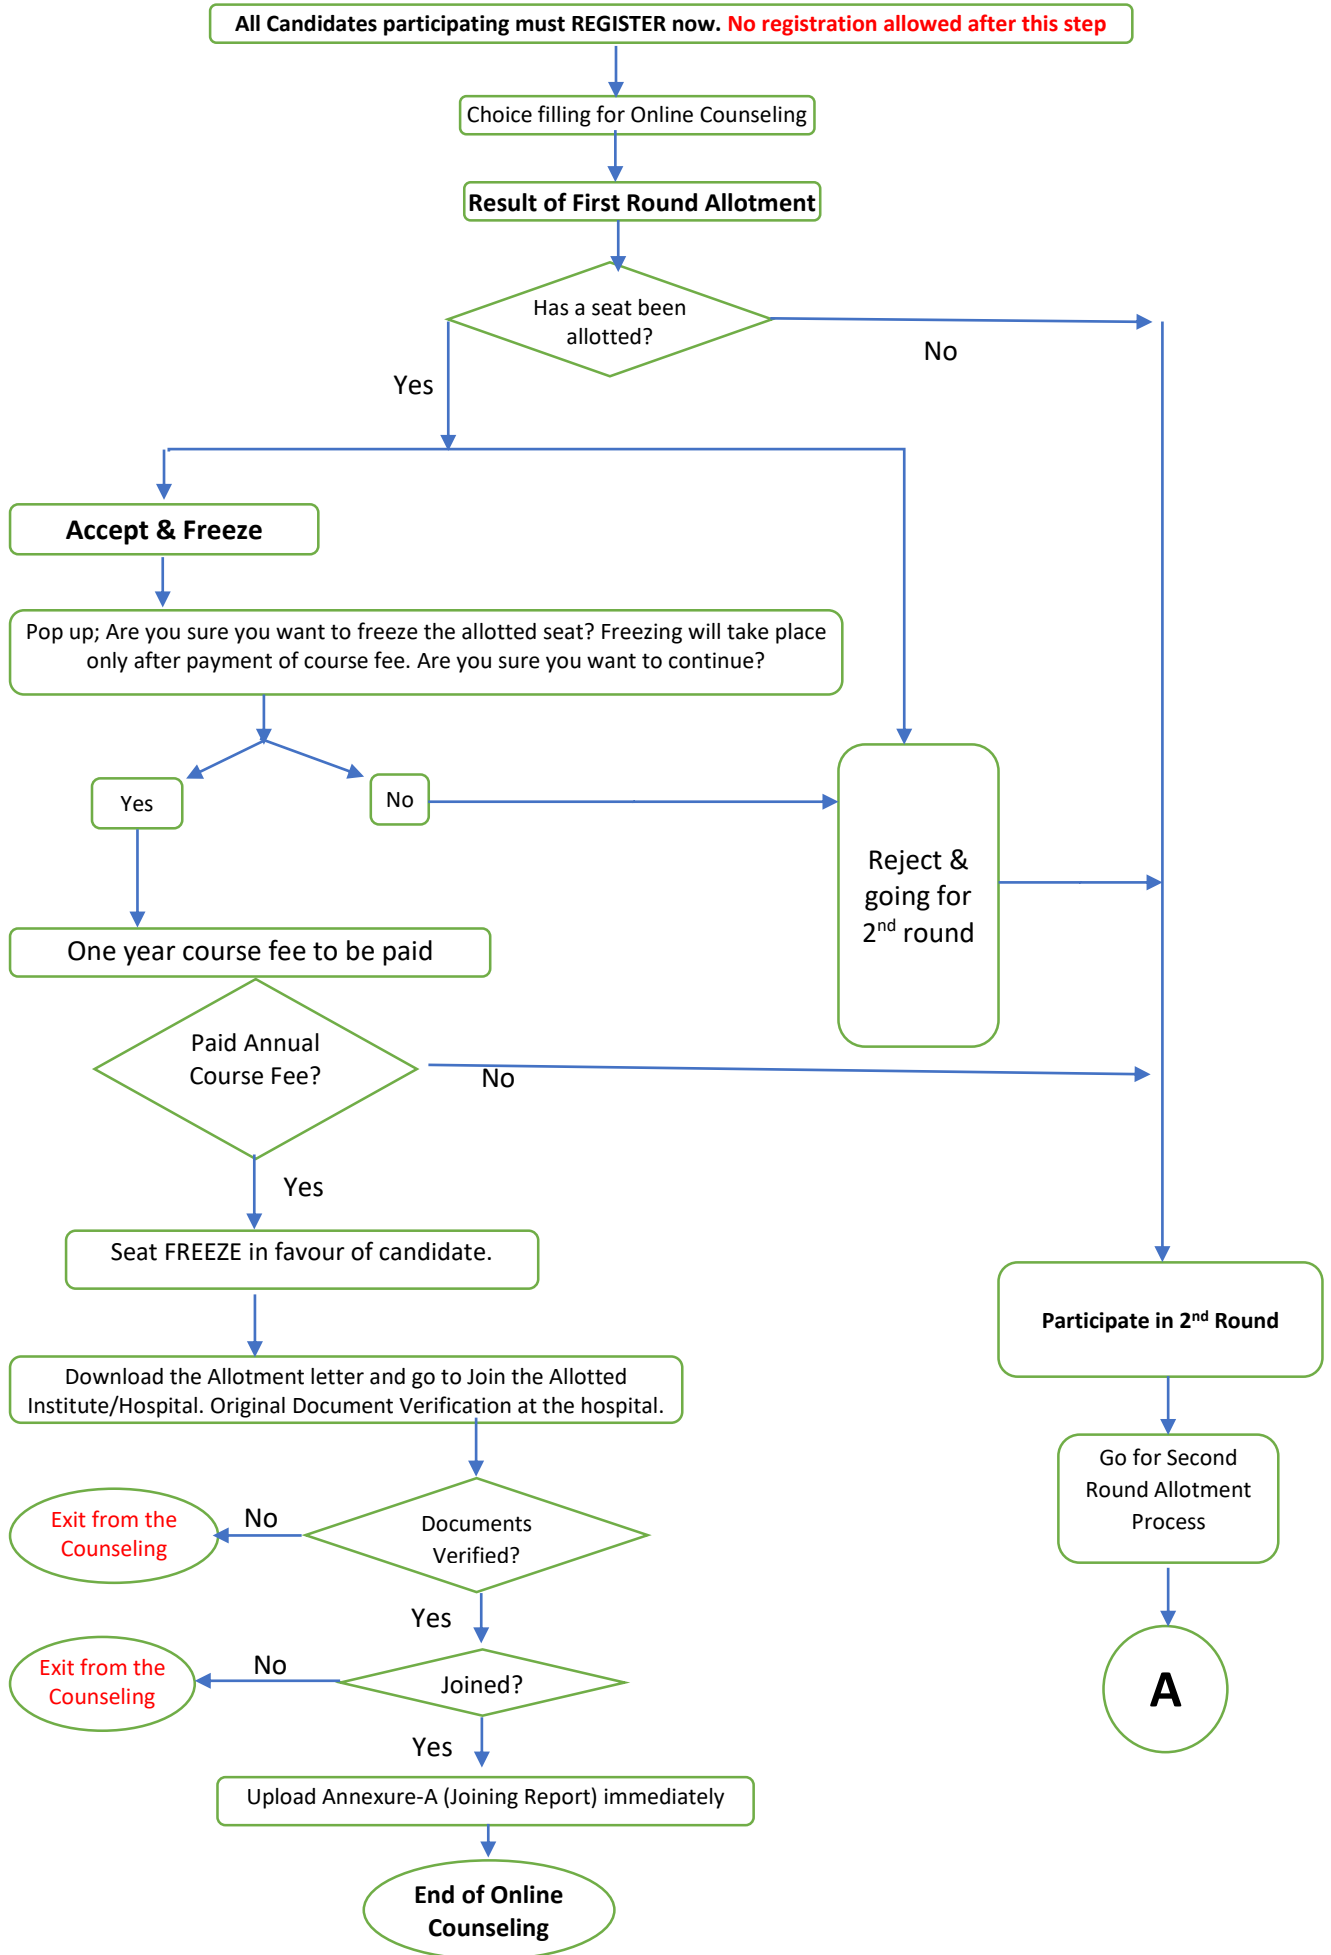 All Candidates participating must REGISTER now. No registration allowed after this step
Choice filling for Online Counseling
Result of First Round Allotment
Has a seat been
allotted?
No
Yes
Accept & Freeze
Pop up; Are you sure you want to freeze the allotted seat? Freezing will take place
only after payment of course fee. Are you sure you want to continue?
Yes
No
Reject &
going for
2nd round
One year course fee to be paid
Paid Annual
Course Fee?
No
Yes
Seat FREEZE in favour of candidate.
Participate in 2nd Round
Download the Allotment letter and go to Join the Allotted
Institute/Hospital. Original Document Verification at the hospital.
Go for Second
Round Allotment
Process
Exit from the
Counseling
No
Documents
Verified?
Yes
Exit from the
Counseling
No
Joined?
A
Yes
Upload Annexure-A (Joining Report) immediately
End of Online
Counseling